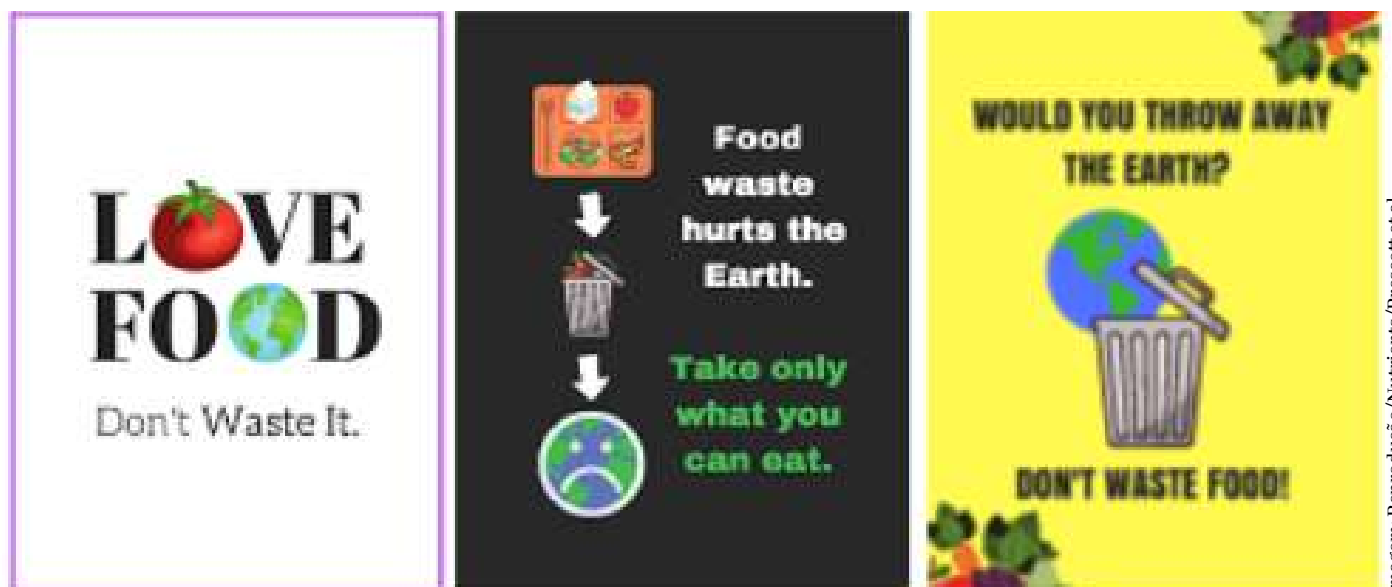 LOVE
FOOD
Don't Waste It.
Food
waste
hurts the
Earth.
Take only
what you
can eat.
WOULD YOU THROW AWAY
THE EARTH?
DON'T WASTE FOOD!